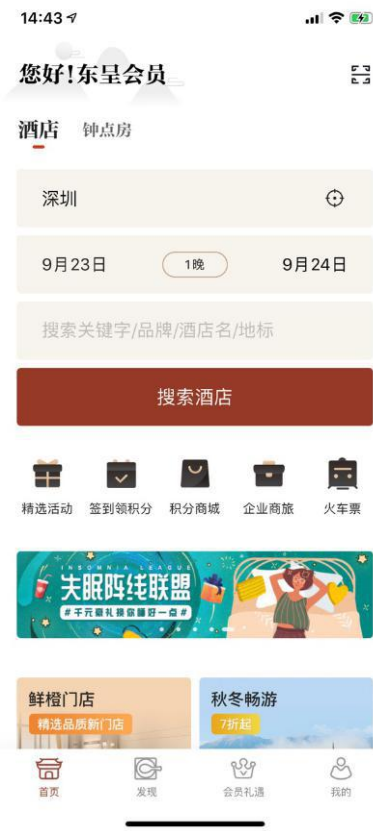 14:43
您好!东呈会员
酒店 钟点房
深圳
9月23日 1晚 9月24日
搜索关键字/品牌/酒店名/地标
搜索酒店
精选活动 签到领积分 积分商城 企业商旅 火车票
INSOMNIA LEAGUE
失眠阵线联盟
#千元豪礼换你睡好一点#
鲜橙门店 秋冬畅游
精选品质新门店 7折起
首页 发现 会员礼遇 我的